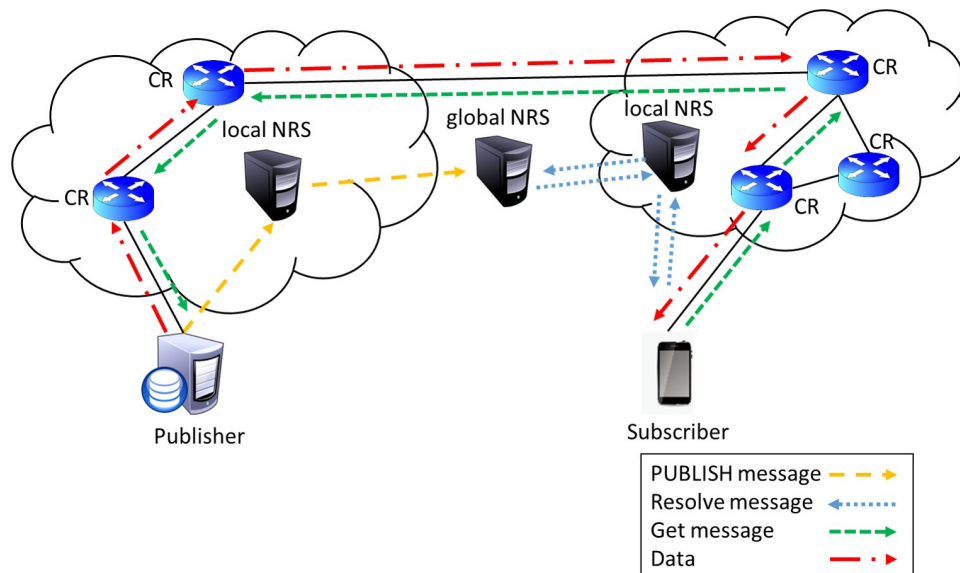 CR
CR
local NRS
global NRS
local NRS
CR
CR
CR
Publisher
Subscriber
PUBLISH message
Resolve message
Get message
Data